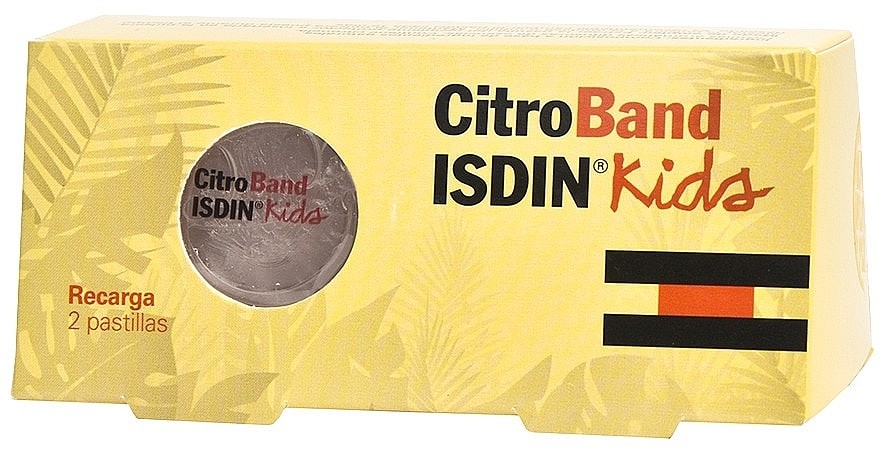 CitroBand
ISDIN® Kids
CitroBand
ISDIN® Kids
Recarga
2 pastillas